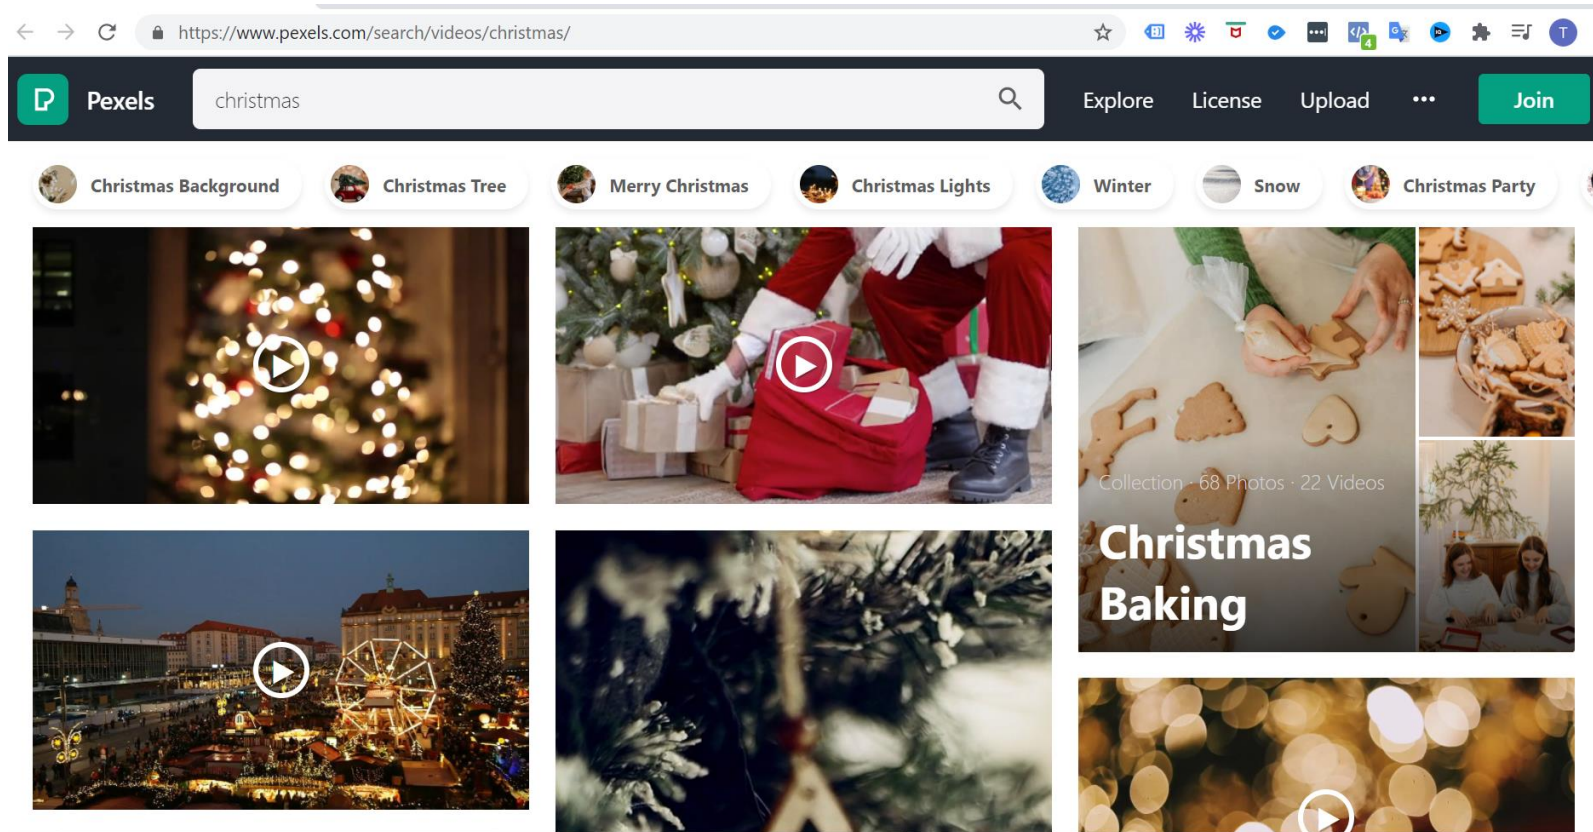 https://www.pexels.com/search/videos/christmas/
4
T
Pexels
christmas
Explore
License
Upload
Join
Christmas Background
Christmas Tree
Merry Christmas
Christmas Lights
Winter
Snow
Christmas Party
Collection · 68 Photos · 22 Videos
Christmas
Baking